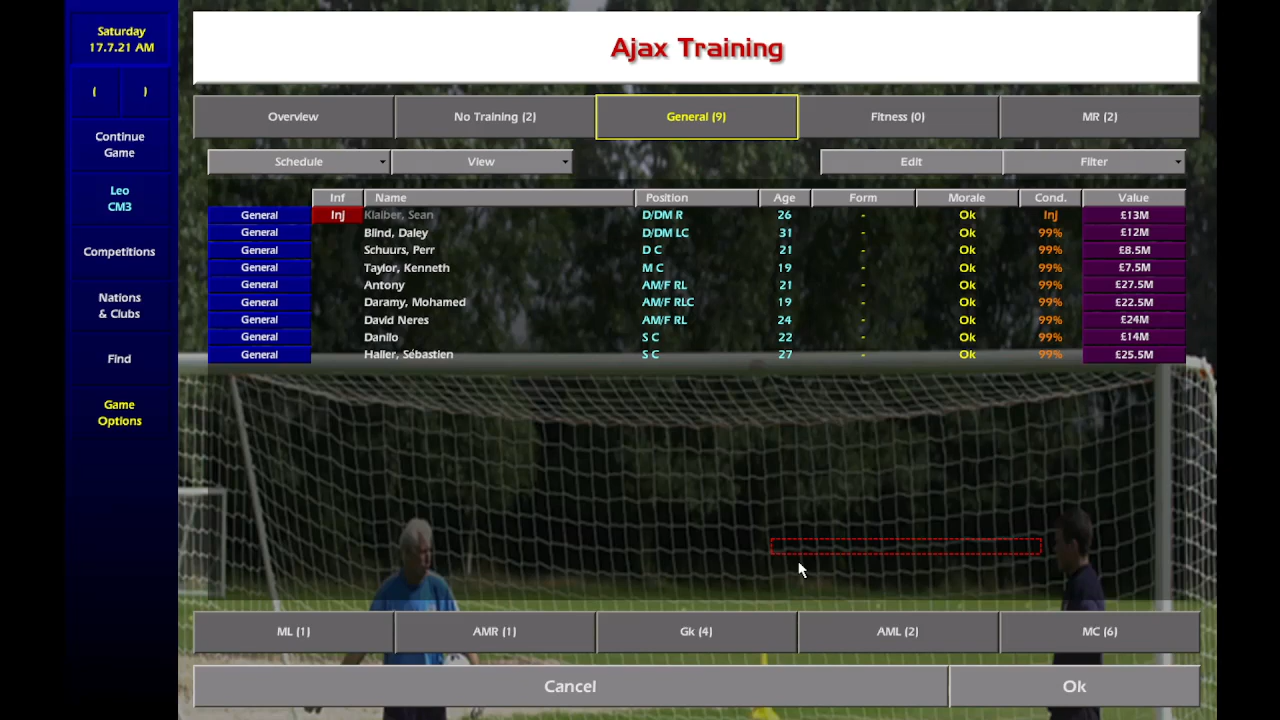 Saturday
17.7.21 AM
Continue
Game
Leo
CM3
Competitions
Nations
& Clubs
Find
Game
Options
Ajax Training
Overview No Training (2) General (9) Fitness (0) MR (2)
Schedule View Edit Filter
Inf Name Position Age Form Morale Cond. Value
General Inj Klaiber, Sean D/DM R 26 - Ok Inj £13M
General Blind, Daley D/DM LC 31 - Ok 99% £12M
General Schuurs, Perr D C 21 - Ok 99% £8.5M
General Taylor, Kenneth M C 19 - Ok 99% £7.5M
General Antony AM/F RL 21 - Ok 99% £27.5M
General Daramy, Mohamed AM/F RLC 19 - Ok 99% £22.5M
General David Neres AM/F RL 24 - Ok 99% £24M
General Danilo S C 22 - Ok 99% £14M
General Haller, Sébastien S C 27 - Ok 99% £25.5M
ML (1) AMR (1) Gk (4) AML (2) MC (6)
Cancel Ok